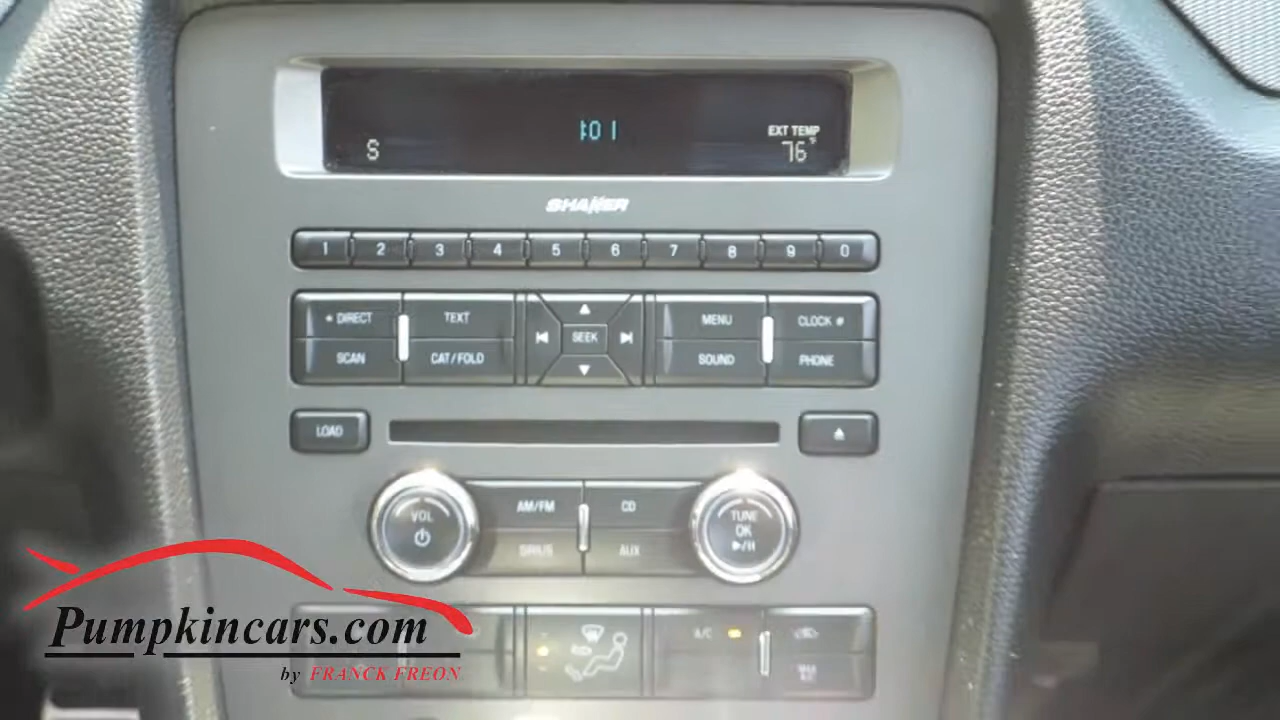 :01
EXT TEMP
S
76°F
SHAKER
1 2 3 4 5 6 7 8 9 0
* DIRECT TEXT MENU CLOCK #
SEEK
SCAN CAT/FOLD SOUND PHONE
LOAD
VOL AM/FM CD TUNE
OK
SIRIUS AUX
A/C
Pumpkincars.com
by FRANCK FREON